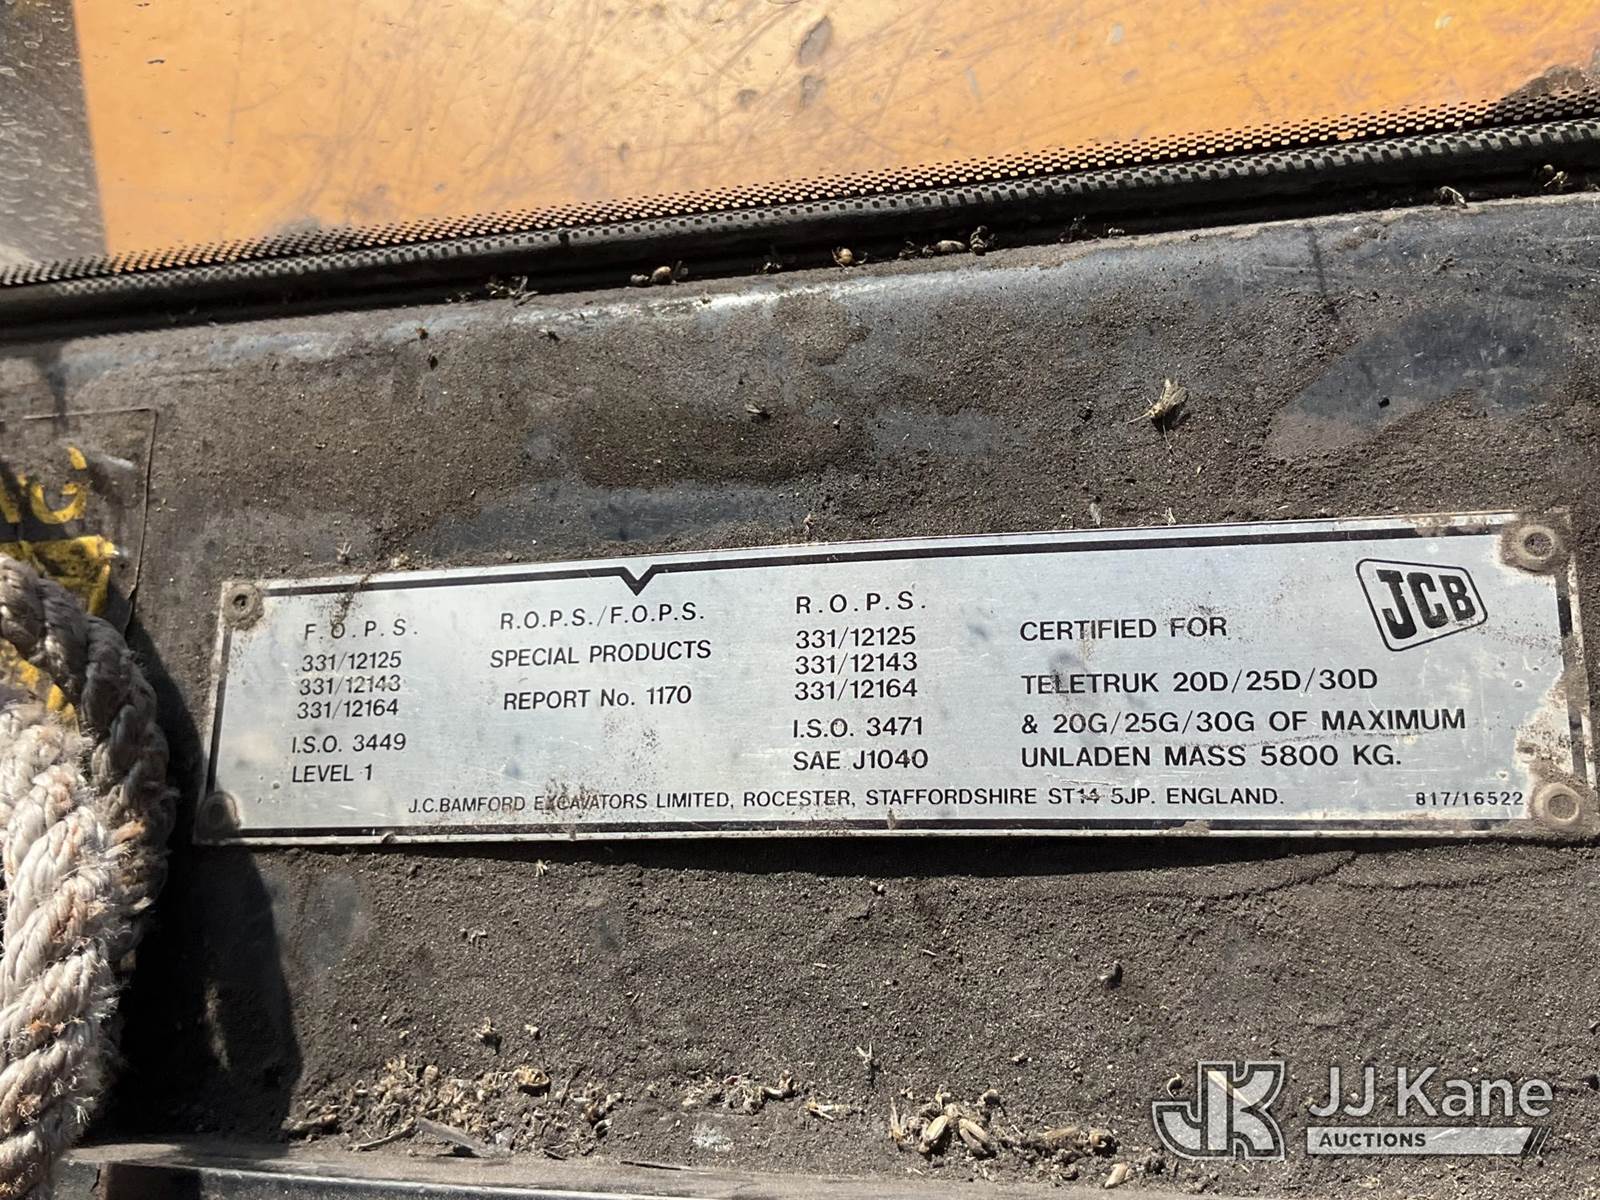 F.O.P.S.
331/12125
331/12143
331/12164
I.S.O. 3449
LEVEL 1
R.O.P.S./F.O.P.S.
SPECIAL PRODUCTS
REPORT No. 1170
R.O.P.S.
331/12125
331/12143
331/12164
I.S.O. 3471
SAE J1040
CERTIFIED FOR
TELETRUK 20D/25D/30D
& 20G/25G/30G OF MAXIMUM
UNLADEN MASS 5800 KG.
JCB
J.C.BAMFORD EXCAVATORS LIMITED, ROCESTER, STAFFORDSHIRE ST14 5JP. ENGLAND.
817/16522
JK
JJ Kane
AUCTIONS